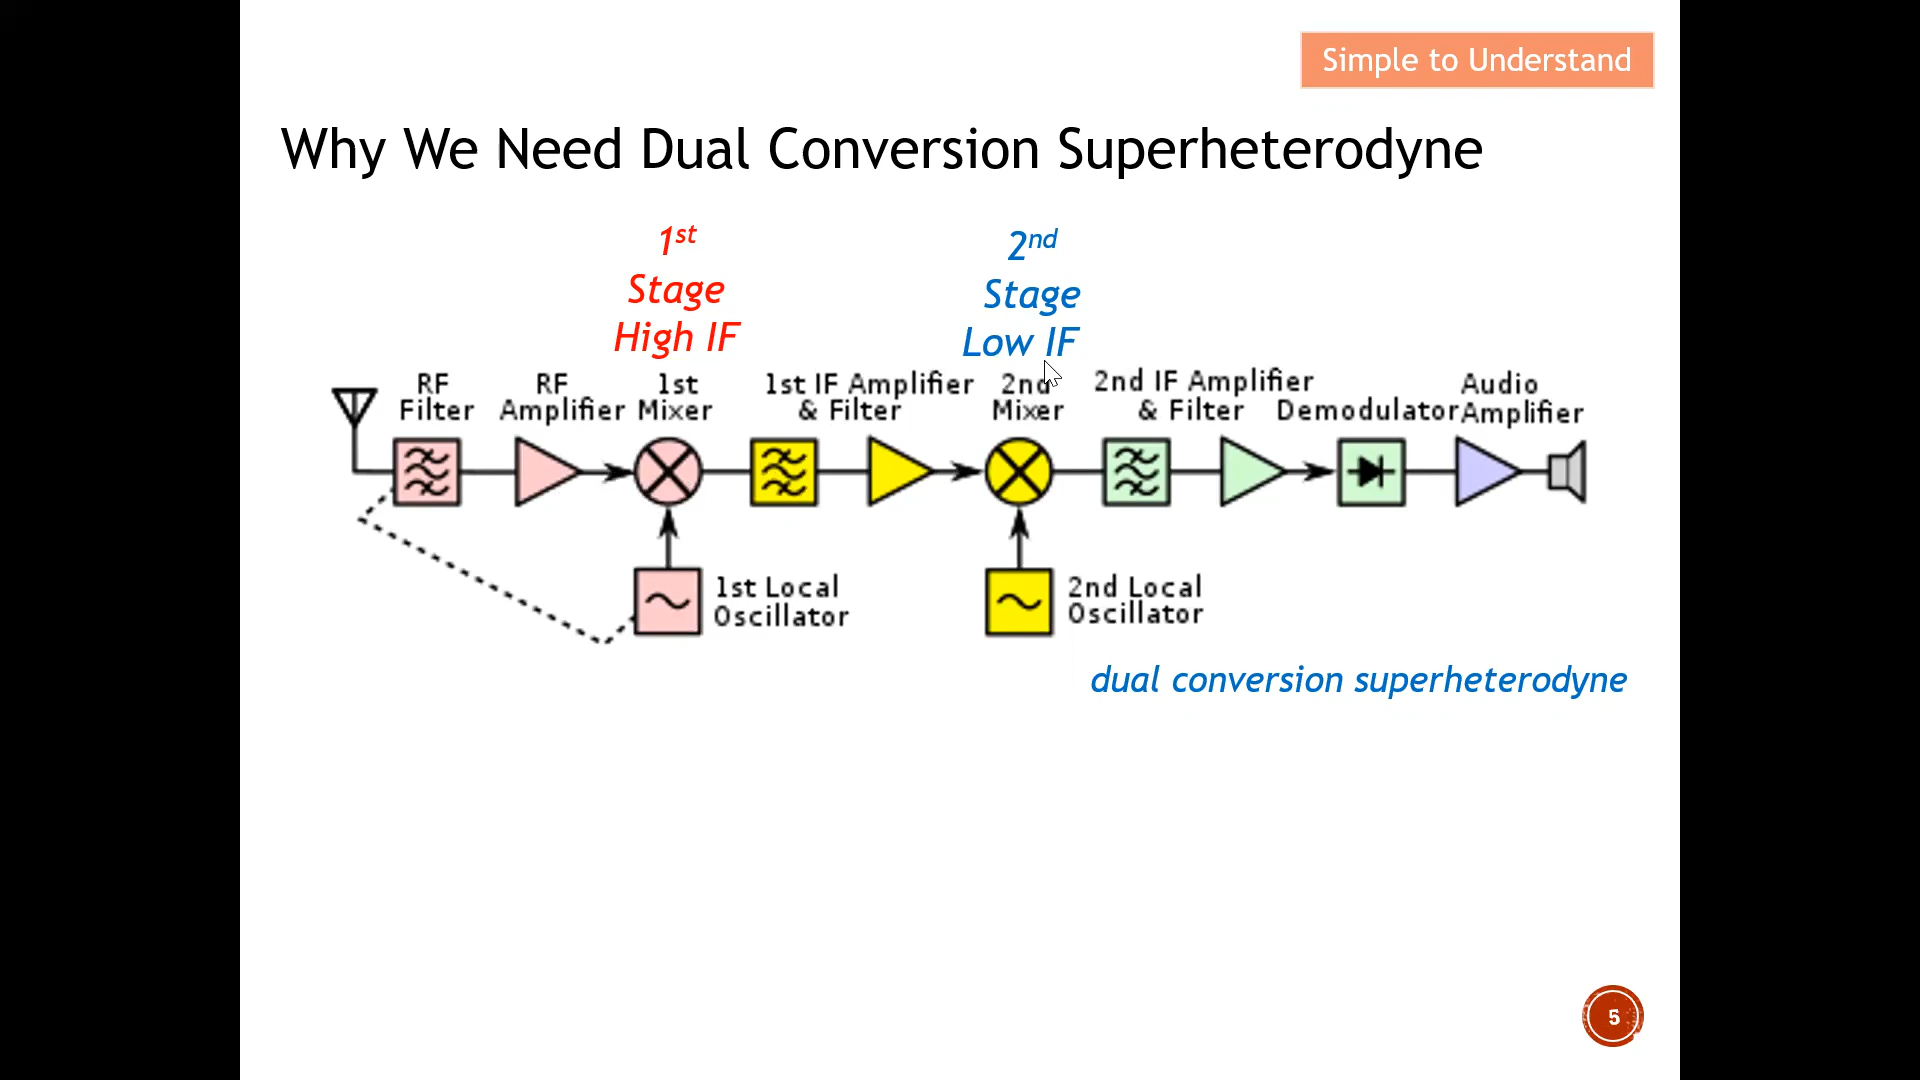 Simple to Understand
Why We Need Dual Conversion Superheterodyne
1st
Stage
High IF
2nd
Stage
Low IF
RF
Filter
RF
Amplifier
1st
Mixer
1st IF Amplifier
& Filter
2nd
Mixer
2nd IF Amplifier
& Filter
Demodulator
Audio
Amplifier
1st Local
Oscillator
2nd Local
Oscillator
dual conversion superheterodyne
5